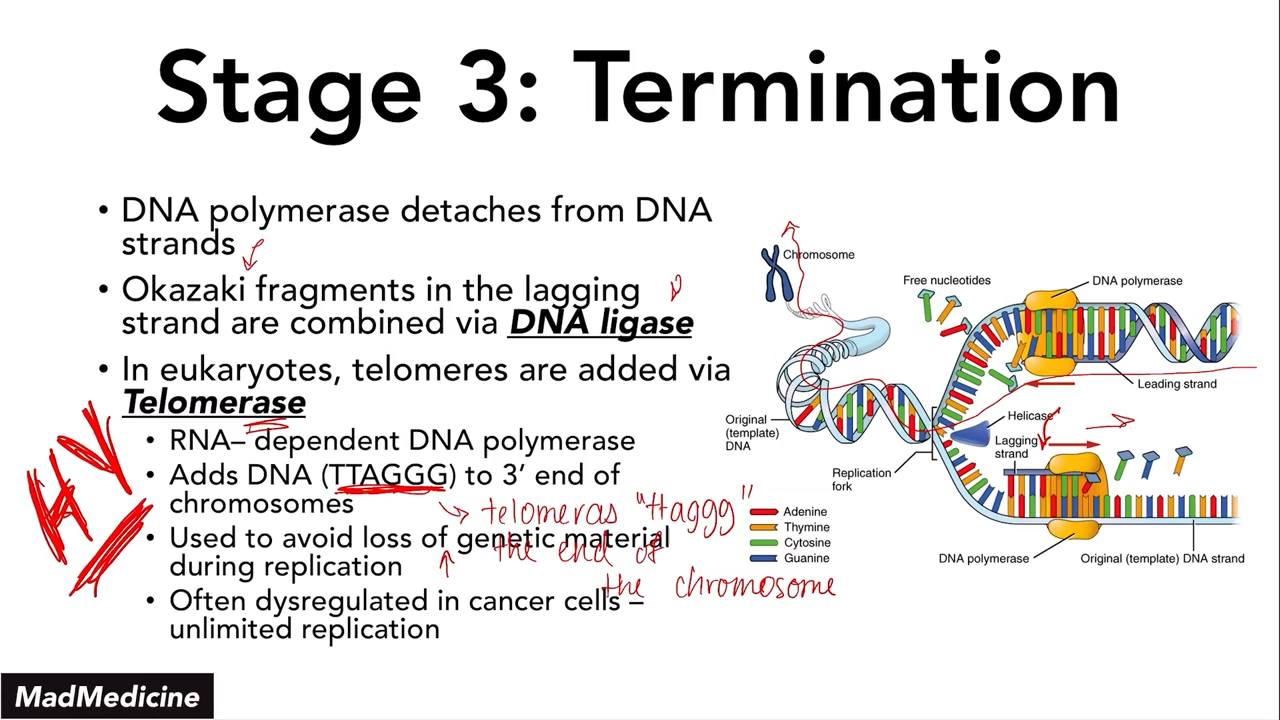 Stage 3: Termination
• DNA polymerase detaches from DNA
strands
• Okazaki fragments in the lagging
strand are combined via DNA ligase
• In eukaryotes, telomeres are added via
Telomerase
• RNA– dependent DNA polymerase
• Adds DNA (TTAGGG) to 3’ end of
chromosomes
• Used to avoid loss of genetic material
during replication
• Often dysregulated in cancer cells –
unlimited replication
HY
telomeras "ttaggg"
the end of
the chromosome
Chromosome
Free nucleotides
DNA polymerase
Leading strand
Helicase
Lagging
strand
Original
(template)
DNA
Replication
fork
Adenine
Thymine
Cytosine
Guanine
DNA polymerase
Original (template) DNA strand
MadMedicine